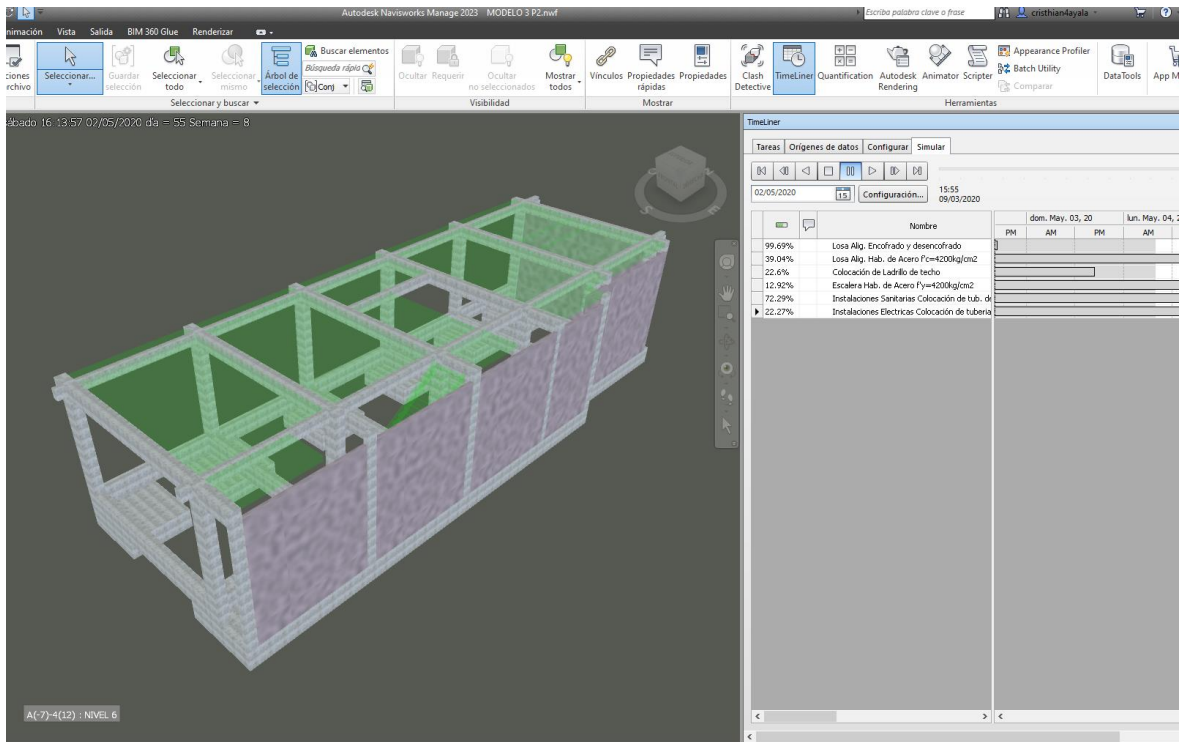 Autodesk Navisworks Manage 2023 MODELO 3 P2.nwf
Escriba palabra clave o frase
cristhian4ayala
nimación Vista Salida BIM 360 Glue Renderizar
ciones
rchivo
Seleccionar...
Guardar
selección
Seleccionar
todo
Seleccionar
mismo
Árbol de
selección
Buscar elementos
Búsqueda rápida
Conj
Seleccionar y buscar
Ocultar Requerir
Ocultar
no seleccionados
Mostrar
todos
Visibilidad
Vínculos Propiedades
rápidas
Propiedades
Mostrar
Clash
Detective
TimeLiner
Quantification
Autodesk
Rendering
Animator Scripter
Appearance Profiler
Batch Utility
Comparar
Herramientas
DataTools
App M
sábado 16:13:57 02/05/2020 día = 55 Semana = 8
A(-7)-4(12) : NIVEL 6
TimeLiner
Tareas Orígenes de datos Configurar Simular
02/05/2020
15
Configuración...
15:55
09/03/2020
Nombre
dom. May. 03, 20 lun. May. 04, 2
PM AM PM AM
99.69% Losa Alig. Encofrado y desencofrado
39.04% Losa Alig. Hab. de Acero f'c=4200kg/cm2
22.6% Colocación de Ladrillo de techo
12.92% Escalera Hab. de Acero f'y=4200kg/cm2
72.29% Instalaciones Sanitarias Colocación de tub. de
22.27% Instalaciones Electricas Colocación de tuberia